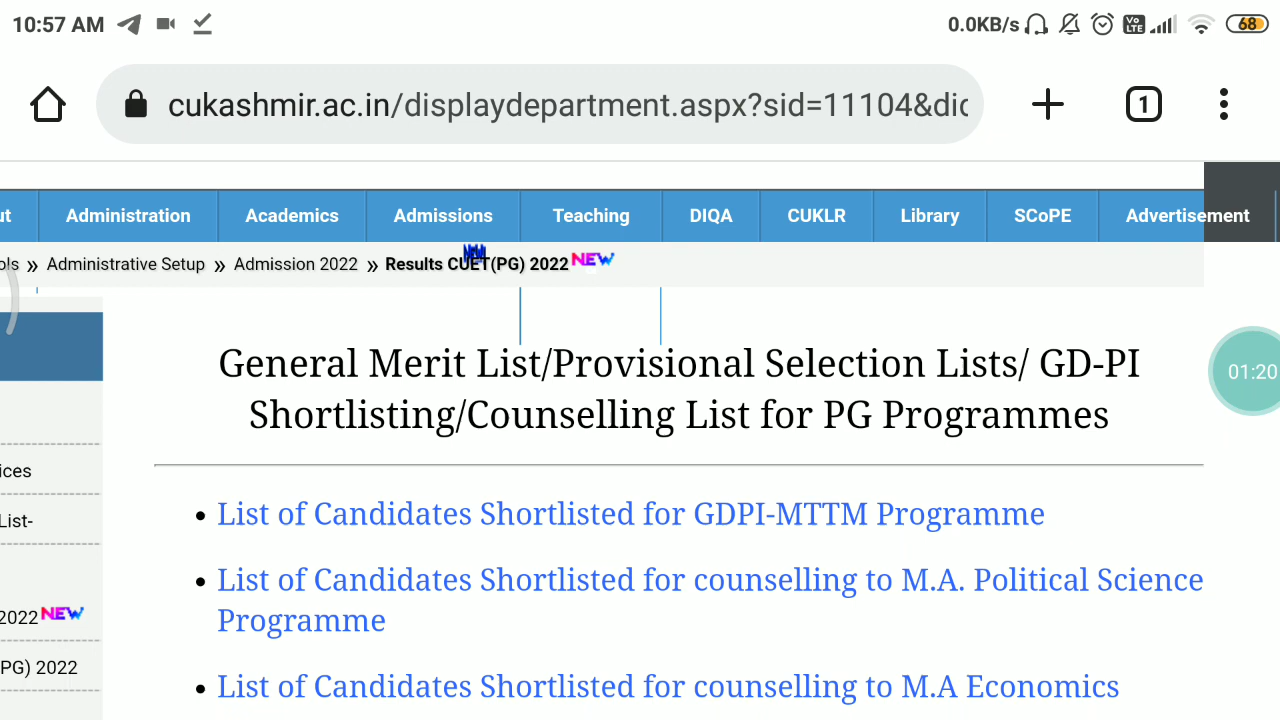 10:57 AM 0.0KB/s Vo LTE 68
cukashmir.ac.in/displaydepartment.aspx?sid=11104&did 1
ut Administration Academics Admissions Teaching DIQA CUKLR Library SCoPE Advertisement
NEW
ols » Administrative Setup » Admission 2022 » Results CUET(PG) 2022 NEW
General Merit List/Provisional Selection Lists/ GD-PI
01:20
Shortlisting/Counselling List for PG Programmes
ices
• List of Candidates Shortlisted for GDPI-MTTM Programme
List-
• List of Candidates Shortlisted for counselling to M.A. Political Science
Programme
2022 NEW
(PG) 2022
• List of Candidates Shortlisted for counselling to M.A Economics